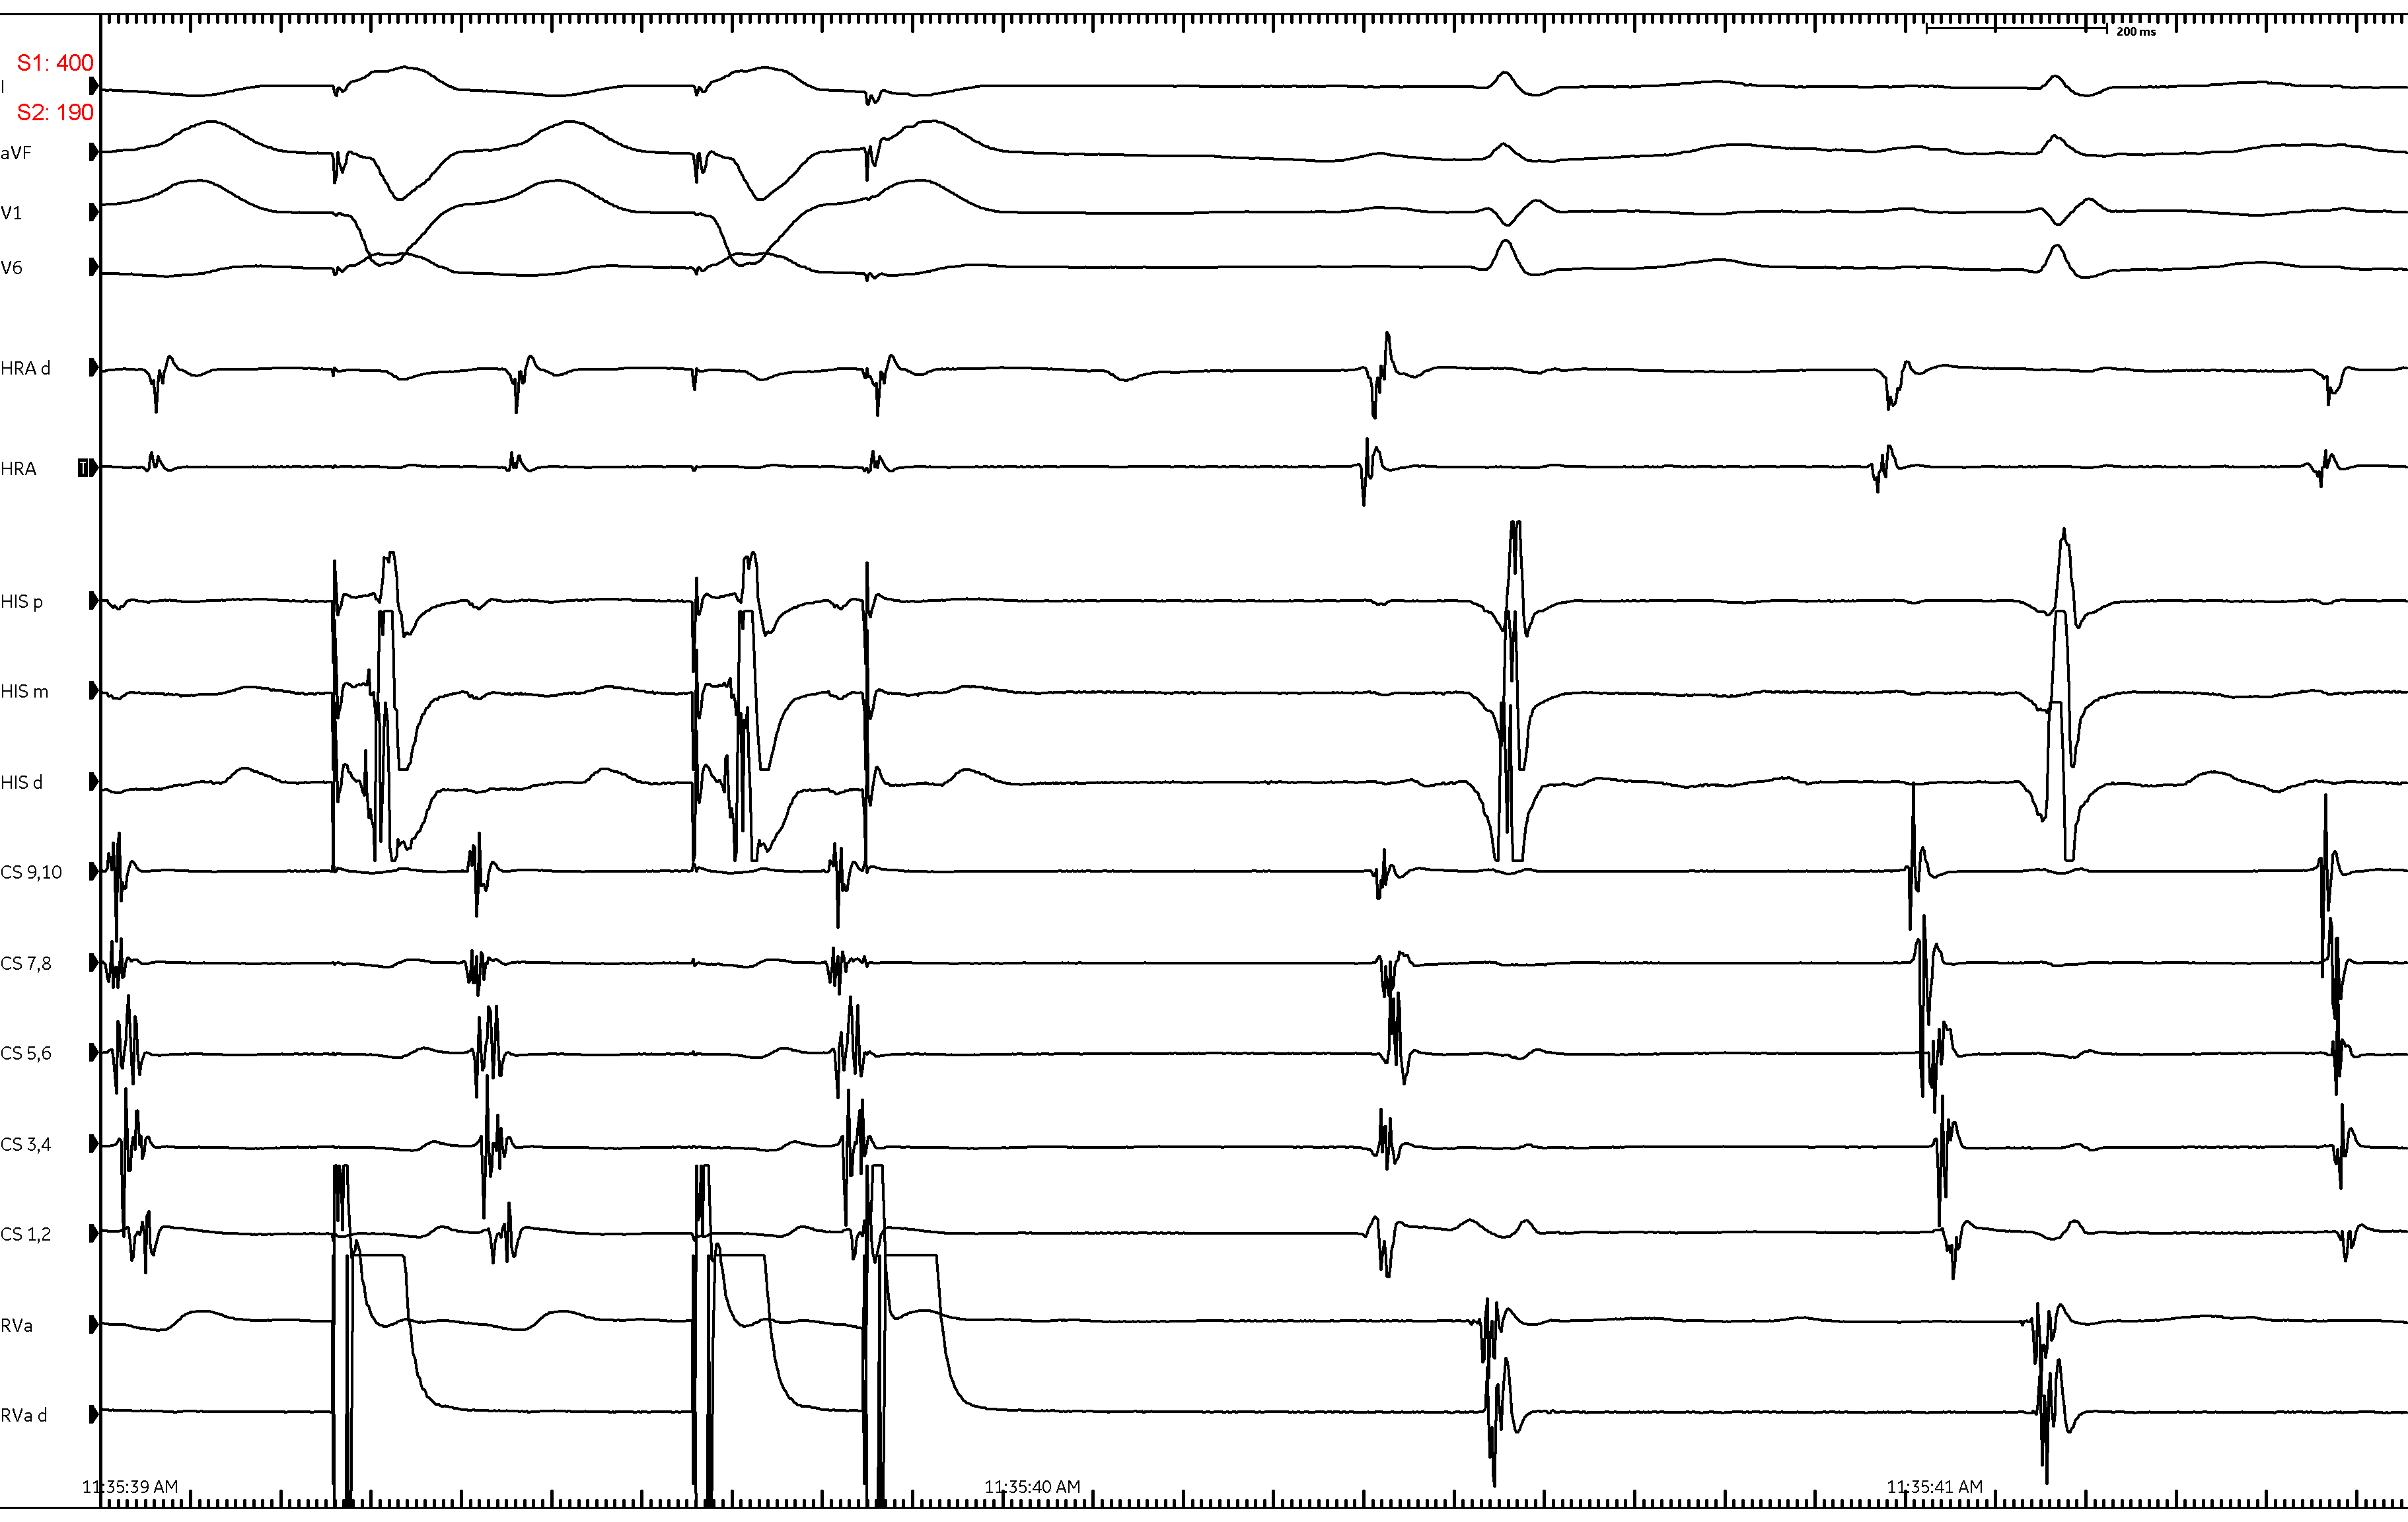 200 ms
S1: 400
I
S2: 190
aVF
V1
V6
HRA d
HRA T
HIS p
HIS m
HIS d
CS 9,10
CS 7,8
CS 5,6
CS 3,4
CS 1,2
RVa
RVa d
11:35:39 AM 11:35:40 AM 11:35:41 AM